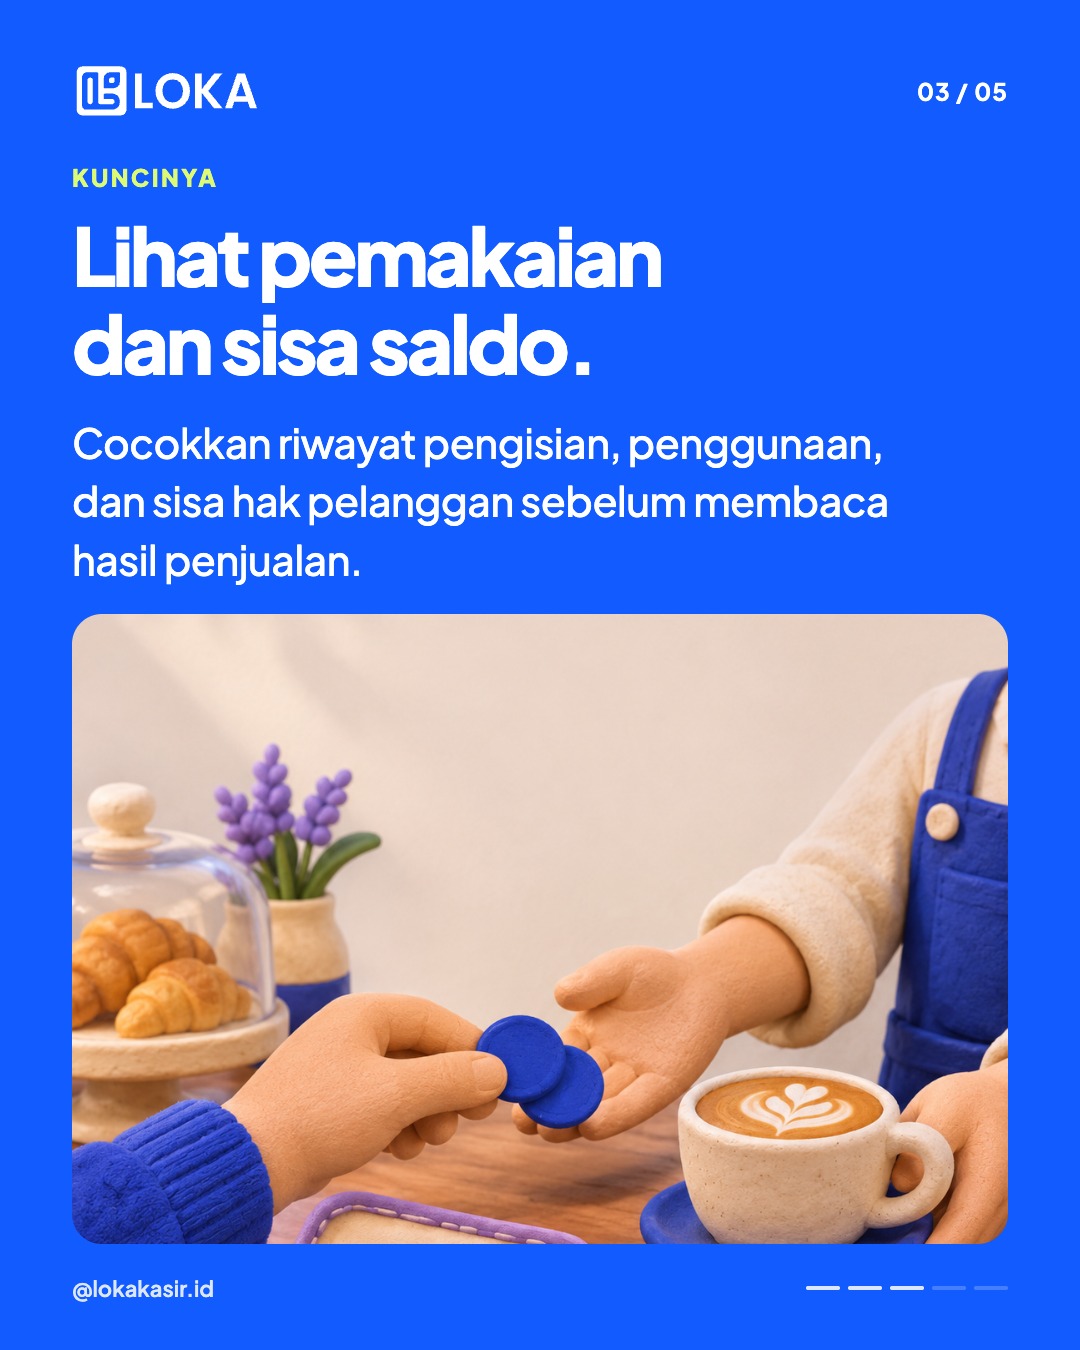 LOKA
03 / 05
KUNCINYA
Lihat pemakaian
dan sisa saldo.
Cocokkan riwayat pengisian, penggunaan,
dan sisa hak pelanggan sebelum membaca
hasil penjualan.
@lokakasir.id